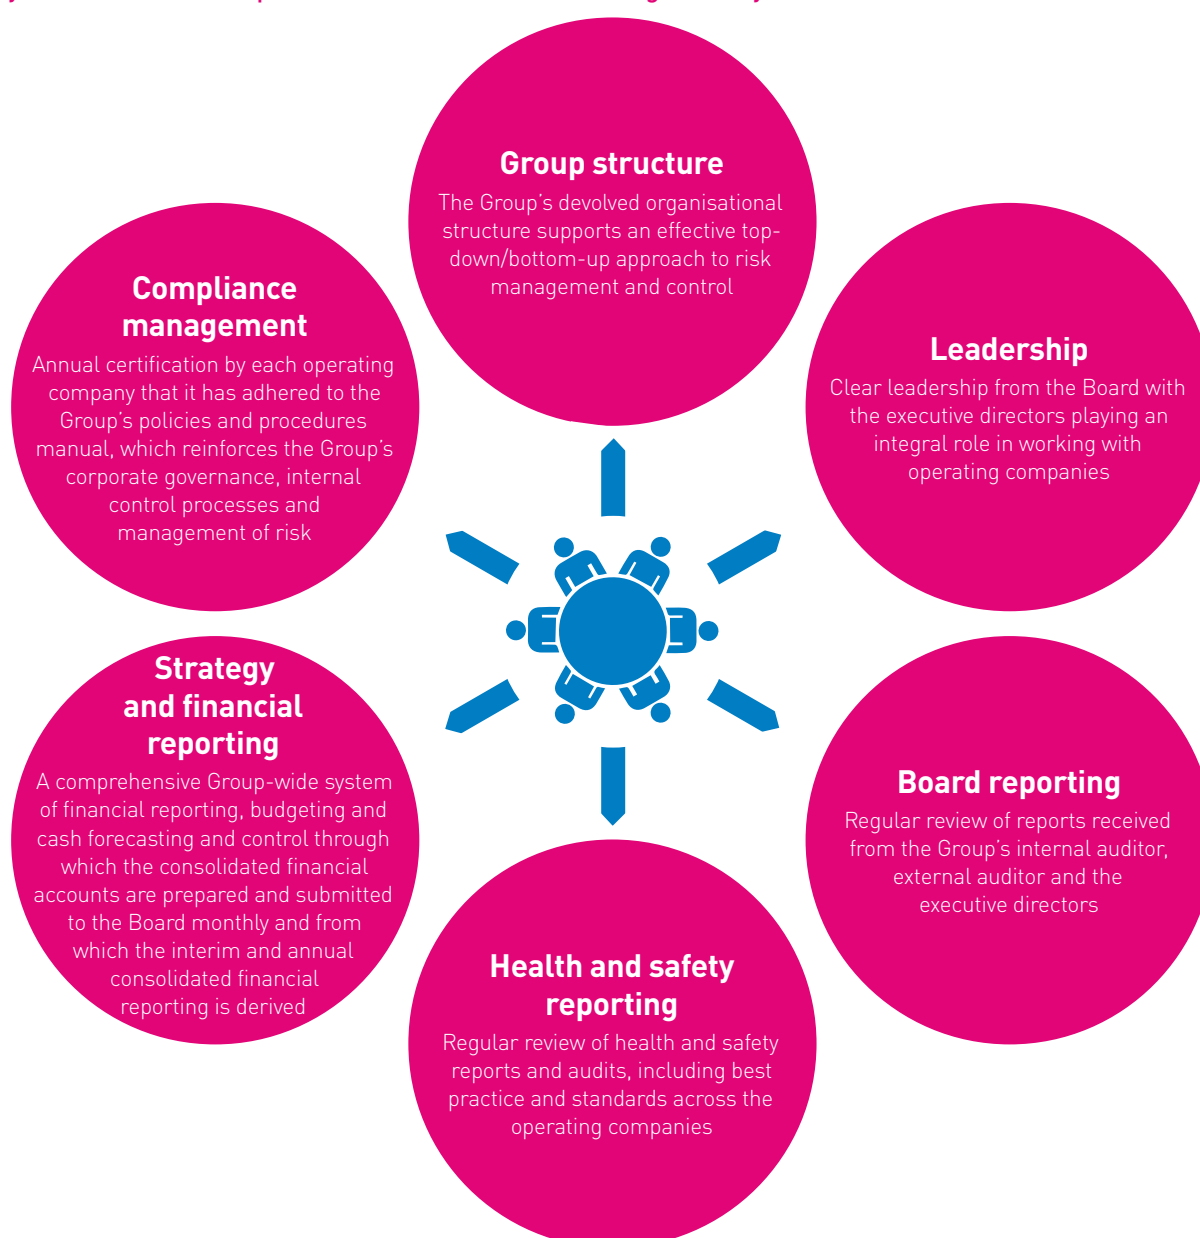 Group structure
The Group's devolved organisational
structure supports an effective top-
down/bottom-up approach to risk
management and control
Leadership
Clear leadership from the Board with
the executive directors playing an
integral role in working with
operating companies
Board reporting
Regular review of reports received
from the Group's internal auditor,
external auditor and the
executive directors
Health and safety
reporting
Regular review of health and safety
reports and audits, including best
practice and standards across the
operating companies
Strategy
and financial
reporting
A comprehensive Group-wide system
of financial reporting, budgeting and
cash forecasting and control through
which the consolidated financial
accounts are prepared and submitted
to the Board monthly and from
which the interim and annual
consolidated financial
reporting is derived
Compliance
management
Annual certification by each operating
company that it has adhered to the
Group's policies and procedures
manual, which reinforces the Group's
corporate governance, internal
control processes and
management of risk